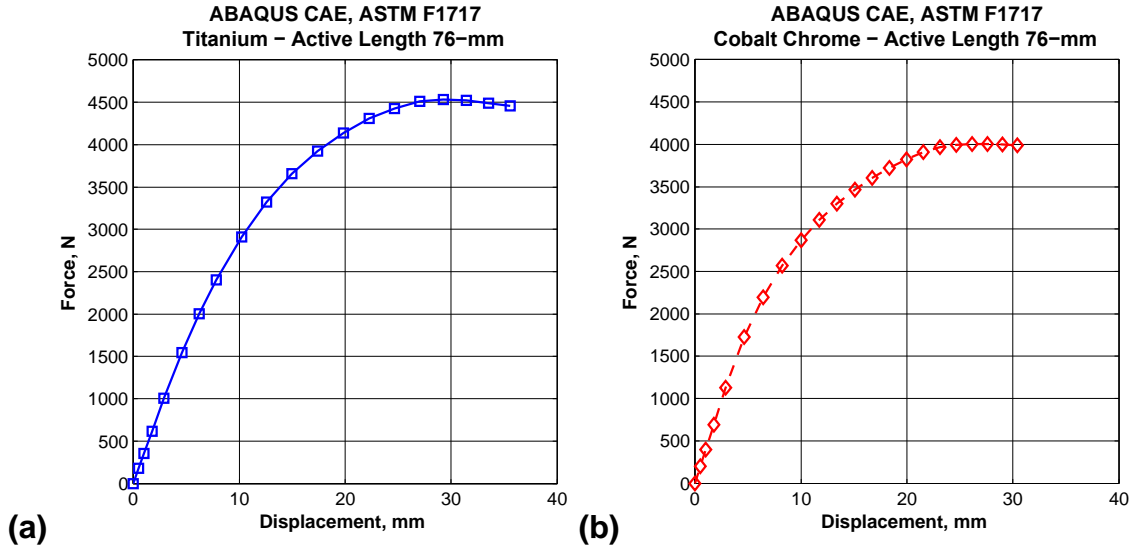 ABAQUS CAE, ASTM F1717
Titanium − Active Length 76−mm
5000
4500
4000
3500
3000
2500
2000
1500
1000
500
0
Force, N
0 10 20 30 40
Displacement, mm
(a)
ABAQUS CAE, ASTM F1717
Cobalt Chrome − Active Length 76−mm
5000
4500
4000
3500
3000
2500
2000
1500
1000
500
0
Force, N
0 10 20 30 40
Displacement, mm
(b)